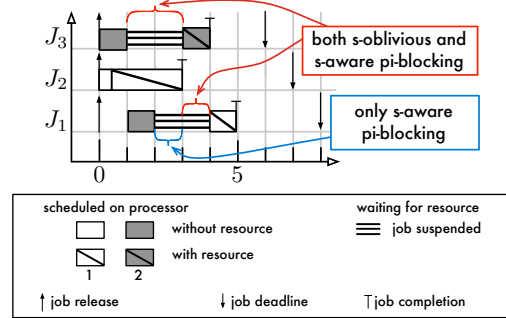 J3
both s-oblivious and
s-aware pi-blocking
J2
J1
only s-aware
pi-blocking
0
5
scheduled on processor
waiting for resource
without resource
job suspended
with resource
1
2
job release
job deadline
job completion